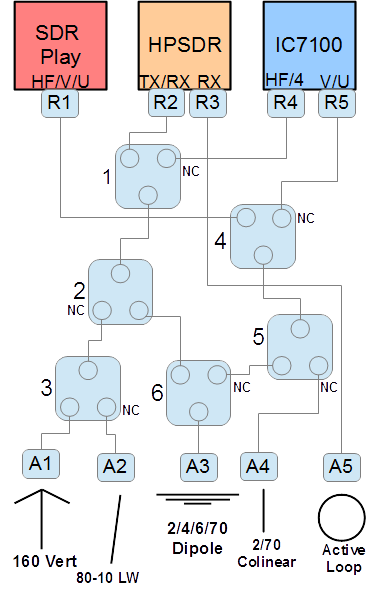 SDR
Play
HPSDR
IC7100
HF/V/U
TX/RX
RX
HF/4
V/U
R1
R2
R3
R4
R5
1
NC
4
NC
2
NC
5
NC
3
NC
6
NC
A1
A2
A3
A4
A5
160 Vert
80-10 LW
2/4/6/70
Dipole
2/70
Colinear
Active
Loop